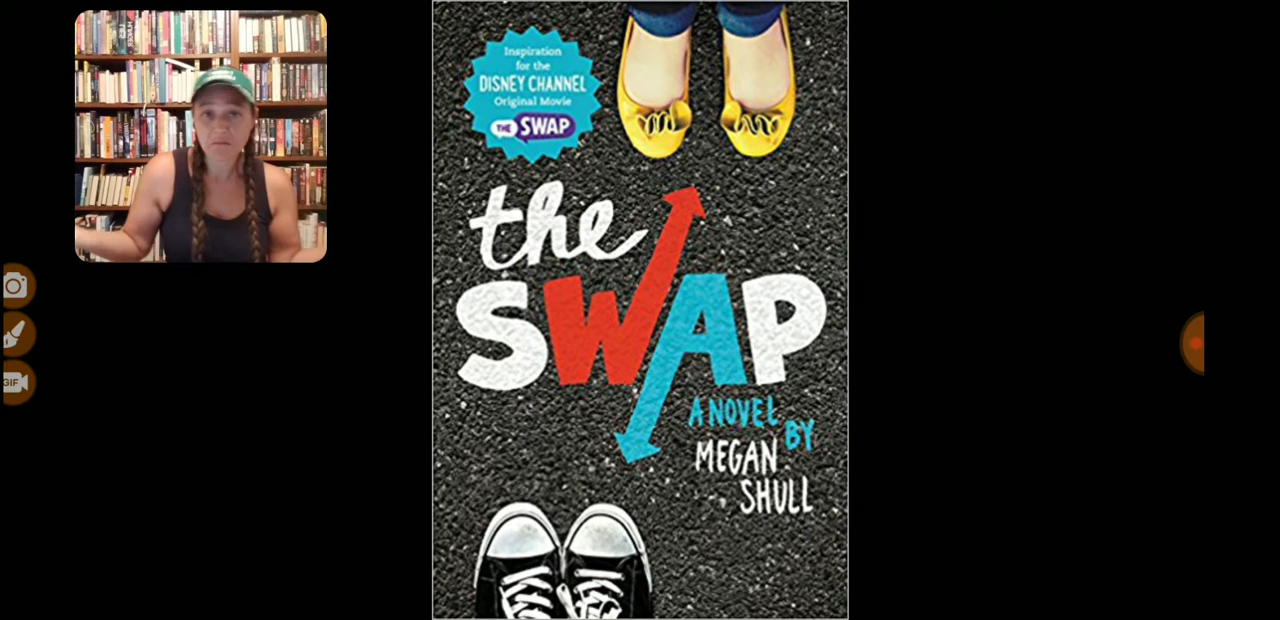 Inspiration
for the
DISNEY CHANNEL
Original Movie
THE SWAP
the
SWAP
A NOVEL
BY
MEGAN
SHULL
GIF